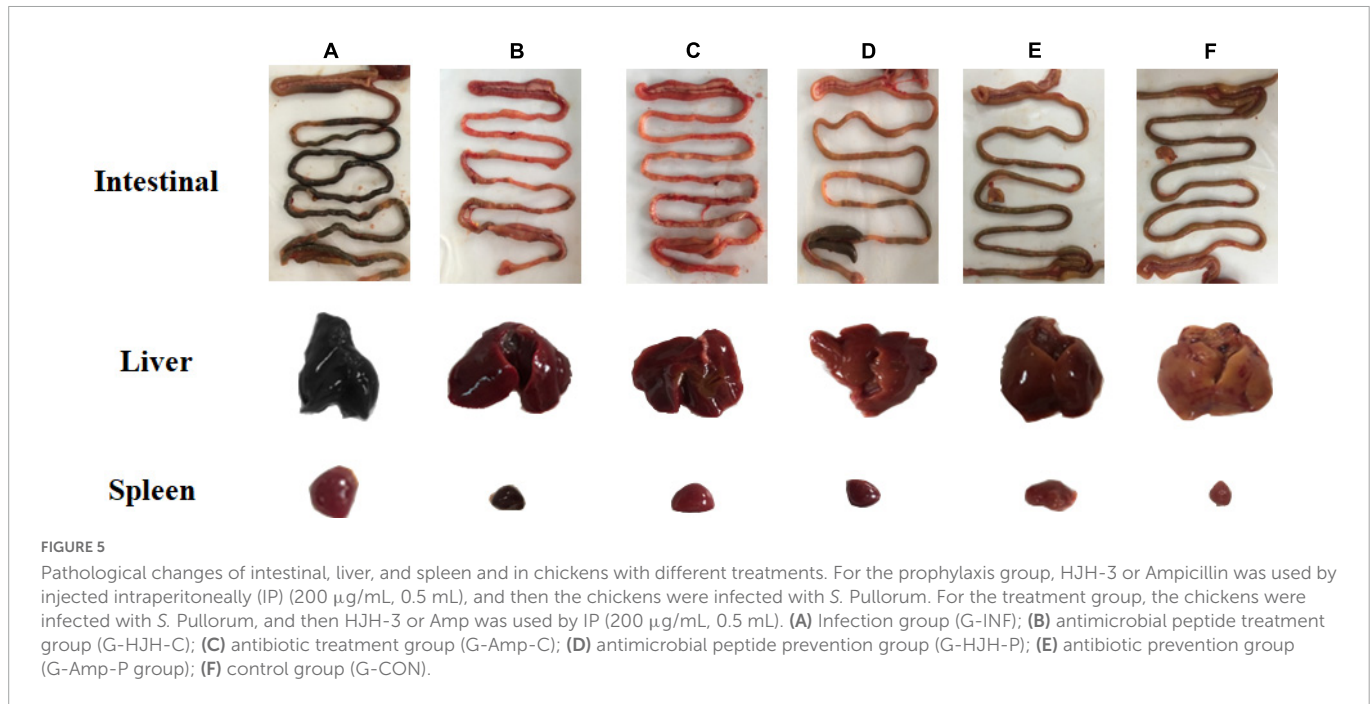 A B C D E F
Intestinal
Liver
Spleen
FIGURE 5
Pathological changes of intestinal, liver, and spleen and in chickens with different treatments. For the prophylaxis group, HJH-3 or Ampicillin was used by
injected intraperitoneally (IP) (200 μg/mL, 0.5 mL), and then the chickens were infected with S. Pullorum. For the treatment group, the chickens were
infected with S. Pullorum, and then HJH-3 or Amp was used by IP (200 μg/mL, 0.5 mL). (A) Infection group (G-INF); (B) antimicrobial peptide treatment
group (G-HJH-C); (C) antibiotic treatment group (G-Amp-C); (D) antimicrobial peptide prevention group (G-HJH-P); (E) antibiotic prevention group
(G-Amp-P group); (F) control group (G-CON).